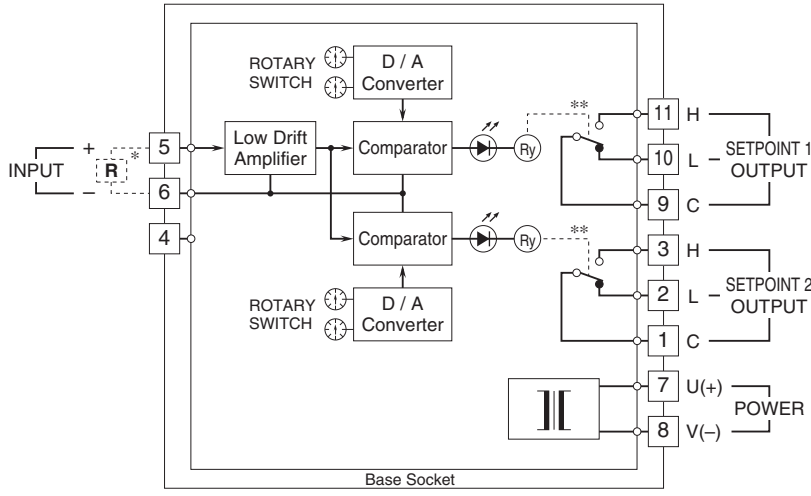 ROTARY
SWITCH
D / A
Converter
Low Drift
Amplifier
Comparator
Ry
**
INPUT
+
–
R
*
5
6
4
11
H
10
L
9
C
SETPOINT 1
OUTPUT
Comparator
Ry
**
3
H
2
L
1
C
SETPOINT 2
OUTPUT
ROTARY
SWITCH
D / A
Converter
7
U(+)
8
V(–)
POWER
Base Socket